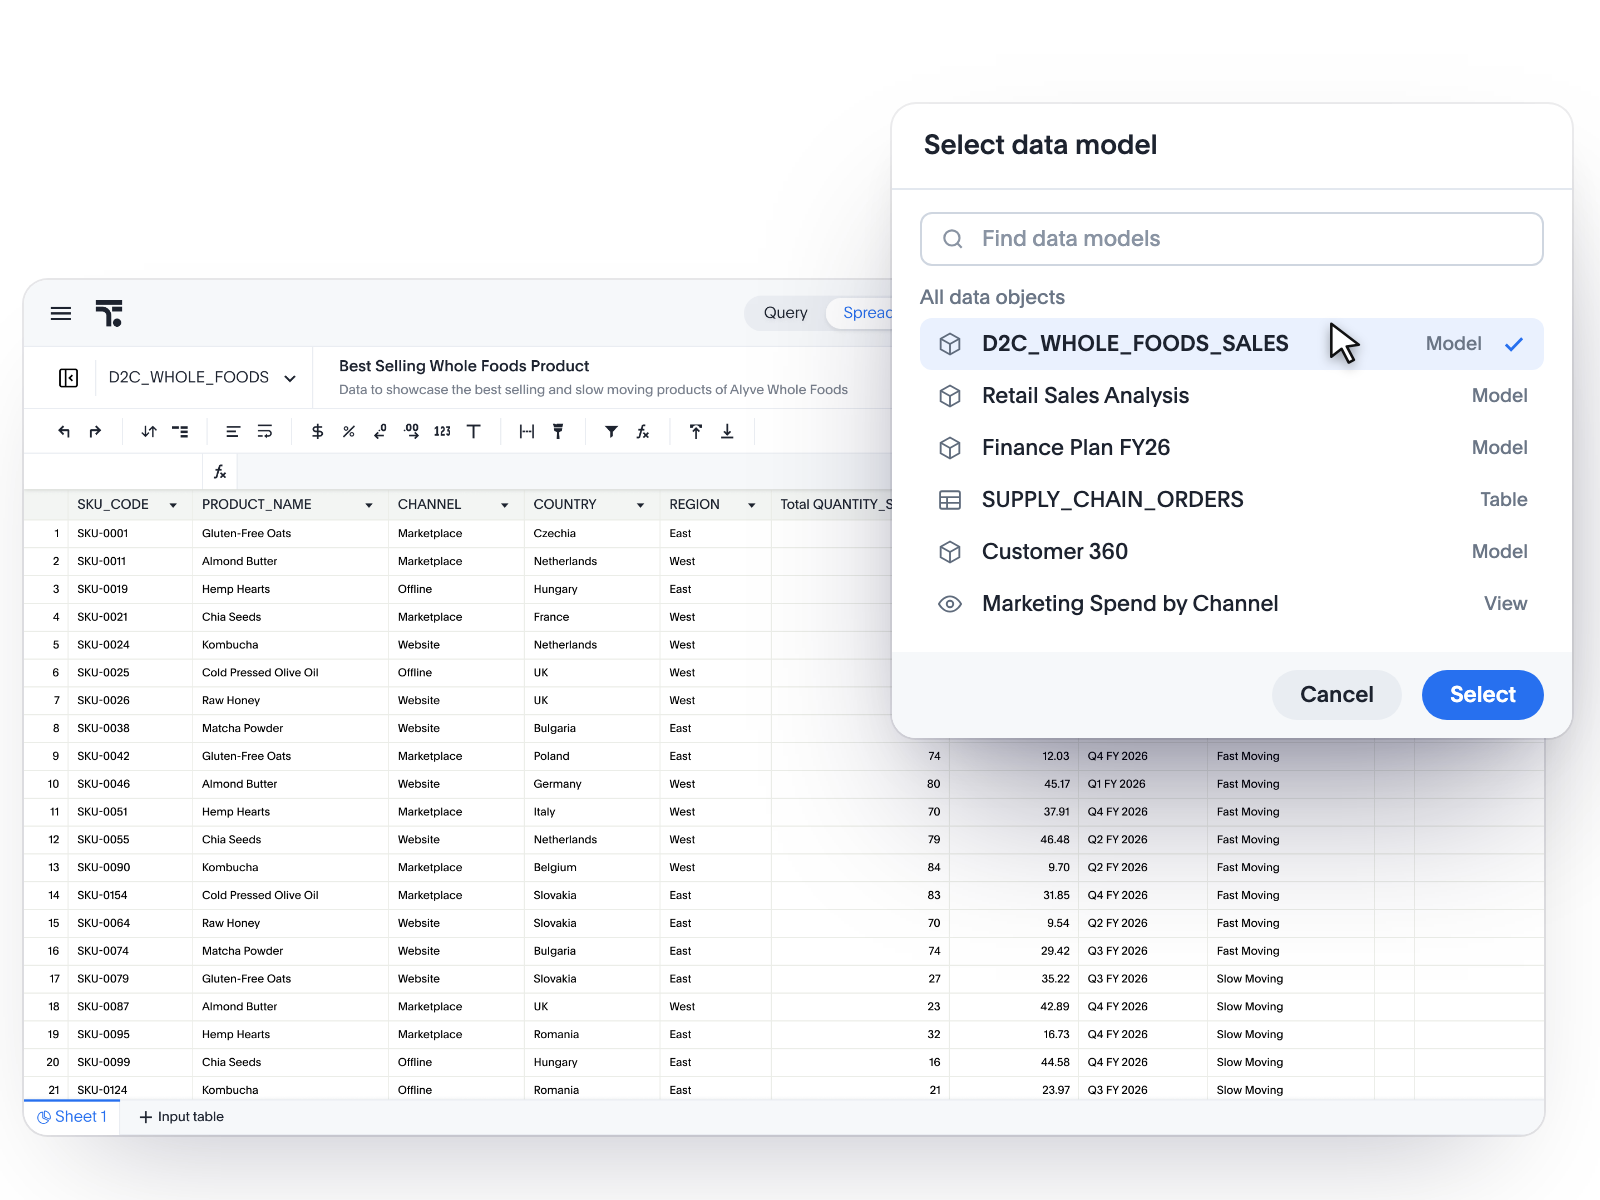 Select data model
Find data models
All data objects
D2C_WHOLE_FOODS_SALES Model
Retail Sales Analysis Model
Finance Plan FY26 Model
SUPPLY_CHAIN_ORDERS Table
Customer 360 Model
Marketing Spend by Channel View
Cancel Select
Query
D2C_WHOLE_FOODS
Best Selling Whole Foods Product
Data to showcase the best selling and slow moving products of Alyve Whole Foods
$ % .0 .00 123 T
fx
SKU_CODE PRODUCT_NAME CHANNEL COUNTRY REGION Total
1 SKU-0001 Gluten-Free Oats Marketplace Czechia East
2 SKU-0011 Almond Butter Marketplace Netherlands West
3 SKU-0019 Hemp Hearts Offline Hungary East
4 SKU-0021 Chia Seeds Marketplace France West
5 SKU-0024 Kombucha Website Netherlands West
6 SKU-0025 Cold Pressed Olive Oil Offline UK West
7 SKU-0026 Raw Honey Website UK West
8 SKU-0038 Matcha Powder Website Bulgaria East
9 SKU-0042 Gluten-Free Oats Marketplace Poland East 74 12.03 Q4 FY 2026 Fast Moving
10 SKU-0046 Almond Butter Website Germany West 80 45.17 Q1 FY 2026 Fast Moving
11 SKU-0051 Hemp Hearts Marketplace Italy West 70 37.91 Q4 FY 2026 Fast Moving
12 SKU-0055 Chia Seeds Website Netherlands West 79 46.48 Q2 FY 2026 Fast Moving
13 SKU-0090 Kombucha Marketplace Belgium West 84 9.70 Q2 FY 2026 Fast Moving
14 SKU-0154 Cold Pressed Olive Oil Marketplace Slovakia East 83 31.85 Q4 FY 2026 Fast Moving
15 SKU-0064 Raw Honey Website Slovakia East 70 9.54 Q2 FY 2026 Fast Moving
16 SKU-0074 Matcha Powder Website Bulgaria East 74 29.42 Q3 FY 2026 Fast Moving
17 SKU-0079 Gluten-Free Oats Website Slovakia East 27 35.22 Q3 FY 2026 Slow Moving
18 SKU-0087 Almond Butter Marketplace UK West 23 42.89 Q4 FY 2026 Slow Moving
19 SKU-0095 Hemp Hearts Marketplace Romania East 32 16.73 Q4 FY 2026 Slow Moving
20 SKU-0099 Chia Seeds Offline Hungary East 16 44.58 Q4 FY 2026 Slow Moving
21 SKU-0124 Kombucha Offline Romania East 21 23.97 Q3 FY 2026 Slow Moving
Sheet 1 + Input table